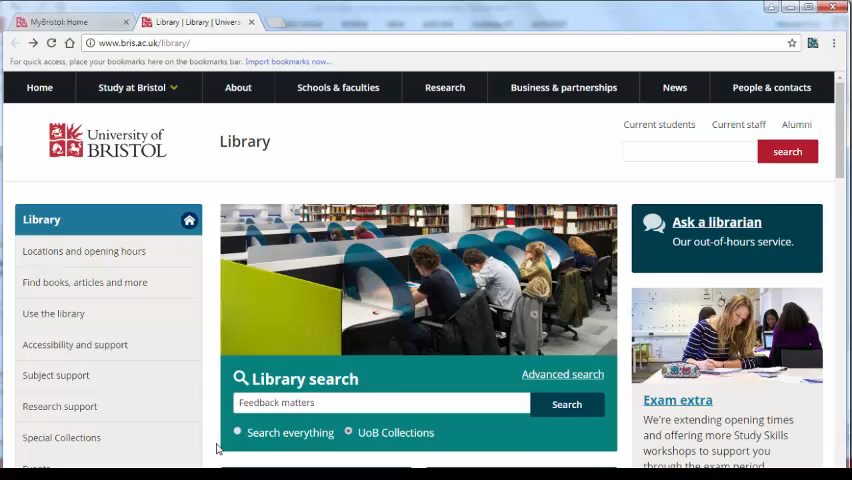 MyBristol: Home
Library | Library | Univers
www.bris.ac.uk/library/
For quick access, place your bookmarks here on the bookmarks bar. Import bookmarks now...
Home
Study at Bristol
About
Schools & faculties
Research
Business & partnerships
News
People & contacts
University of
BRISTOL
Library
Current students
Current staff
Alumni
search
Library
Locations and opening hours
Find books, articles and more
Use the library
Accessibility and support
Subject support
Research support
Special Collections
Library search
Advanced search
Feedback matters
Search
Search everything
UoB Collections
Ask a librarian
Our out-of-hours service.
Exam extra
We're extending opening times
and offering more Study Skills
workshops to support you
through the exam period